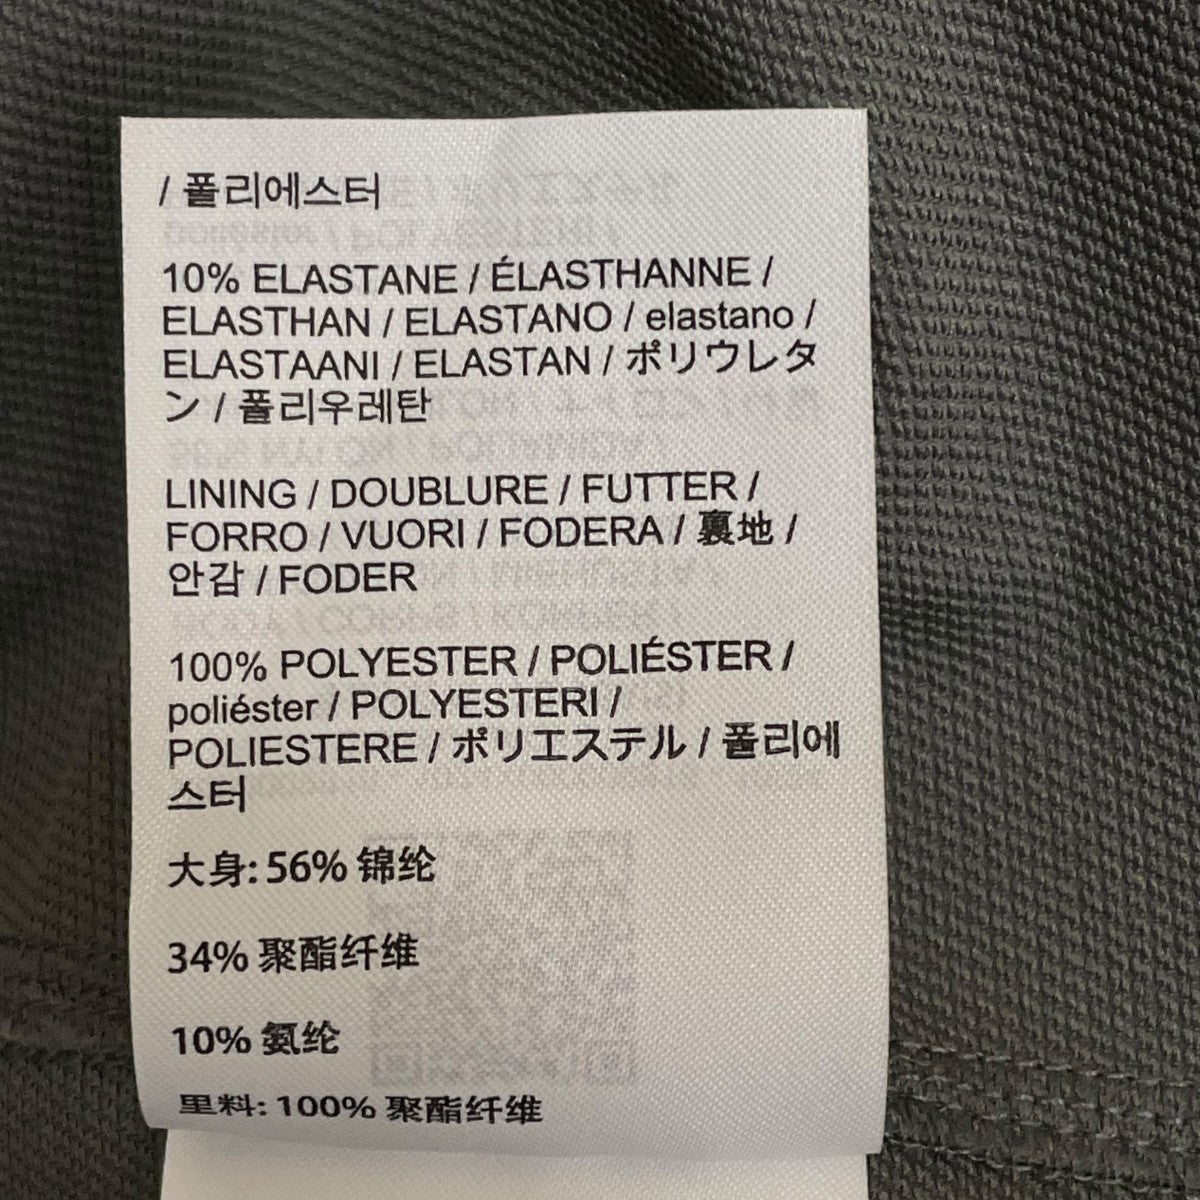 / 폴리에스터
10% ELASTANE / ÉLASTHANNE /
ELASTHAN / ELASTANO / elastano /
ELASTAANI / ELASTAN / ポリウレタ
ン / 폴리우레탄
LINING / DOUBLURE / FUTTER /
FORRO / VUORI / FODERA / 裏地 /
안감 / FODER
100% POLYESTER / POLIÉSTER /
poliéster / POLYESTERI /
POLIESTERE / ポリエステル / 폴리에
스터
大身: 56% 锦纶
34% 聚酯纤维
10% 氨纶
里料: 100% 聚酯纤维